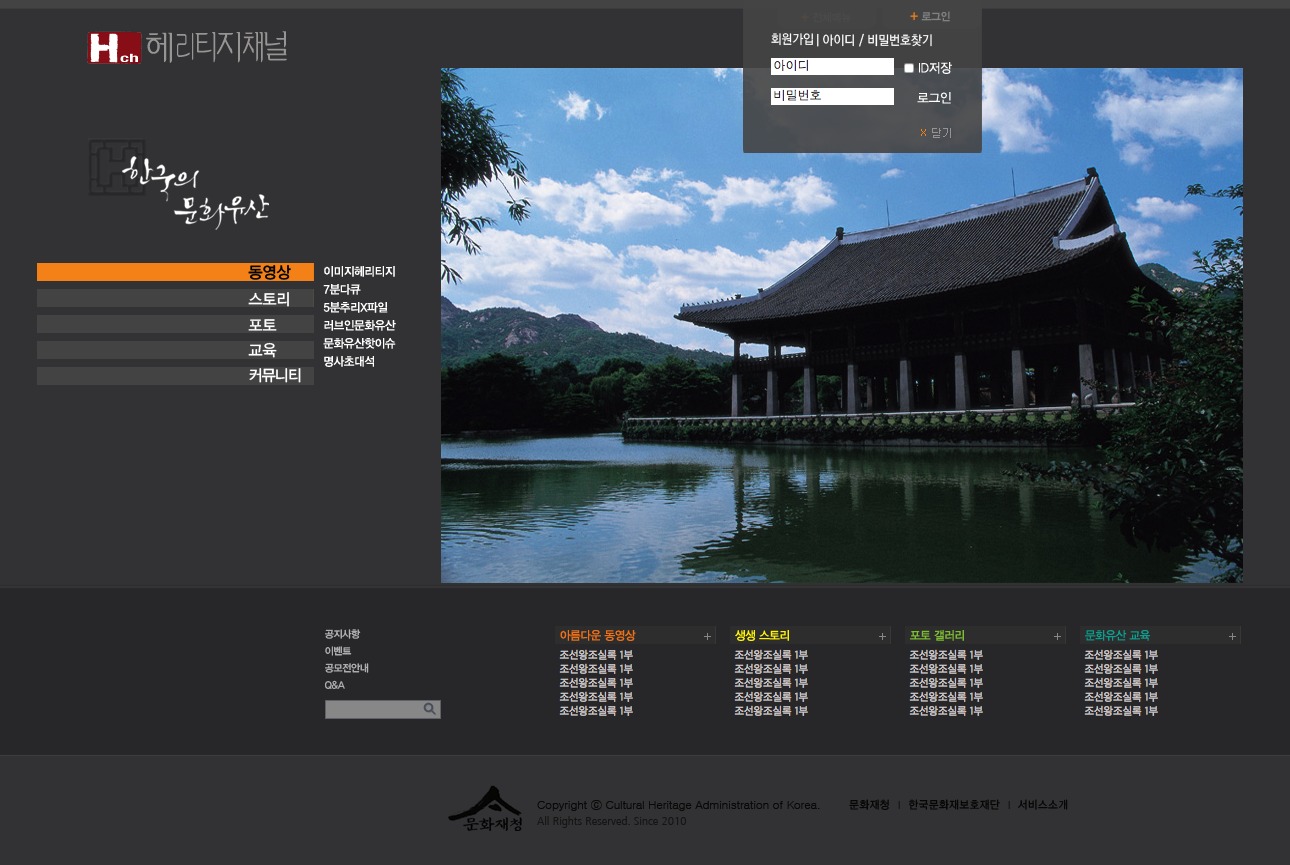 + 로그인
H ch 헤리티지채널
회원가입 | 아이디 / 비밀번호찾기
아이디
ID저장
비밀번호
로그인
x 닫기
한국의
문화유산
동영상
스토리
포토
교육
커뮤니티
이미지헤리티지
7분다큐
5분추리X파일
러브인문화유산
문화유산핫이슈
명사초대석
공지사항
이벤트
공모전안내
Q&A
아름다운 동영상 +
조선왕조실록 1부
조선왕조실록 1부
조선왕조실록 1부
조선왕조실록 1부
조선왕조실록 1부
생생 스토리 +
조선왕조실록 1부
조선왕조실록 1부
조선왕조실록 1부
조선왕조실록 1부
조선왕조실록 1부
포토 갤러리 +
조선왕조실록 1부
조선왕조실록 1부
조선왕조실록 1부
조선왕조실록 1부
조선왕조실록 1부
문화유산 교육 +
조선왕조실록 1부
조선왕조실록 1부
조선왕조실록 1부
조선왕조실록 1부
조선왕조실록 1부
문화재청
Copyright ⓒ Cultural Heritage Administration of Korea.
All Rights Reserved. Since 2010
문화재청 | 한국문화재보호재단 | 서비스소개